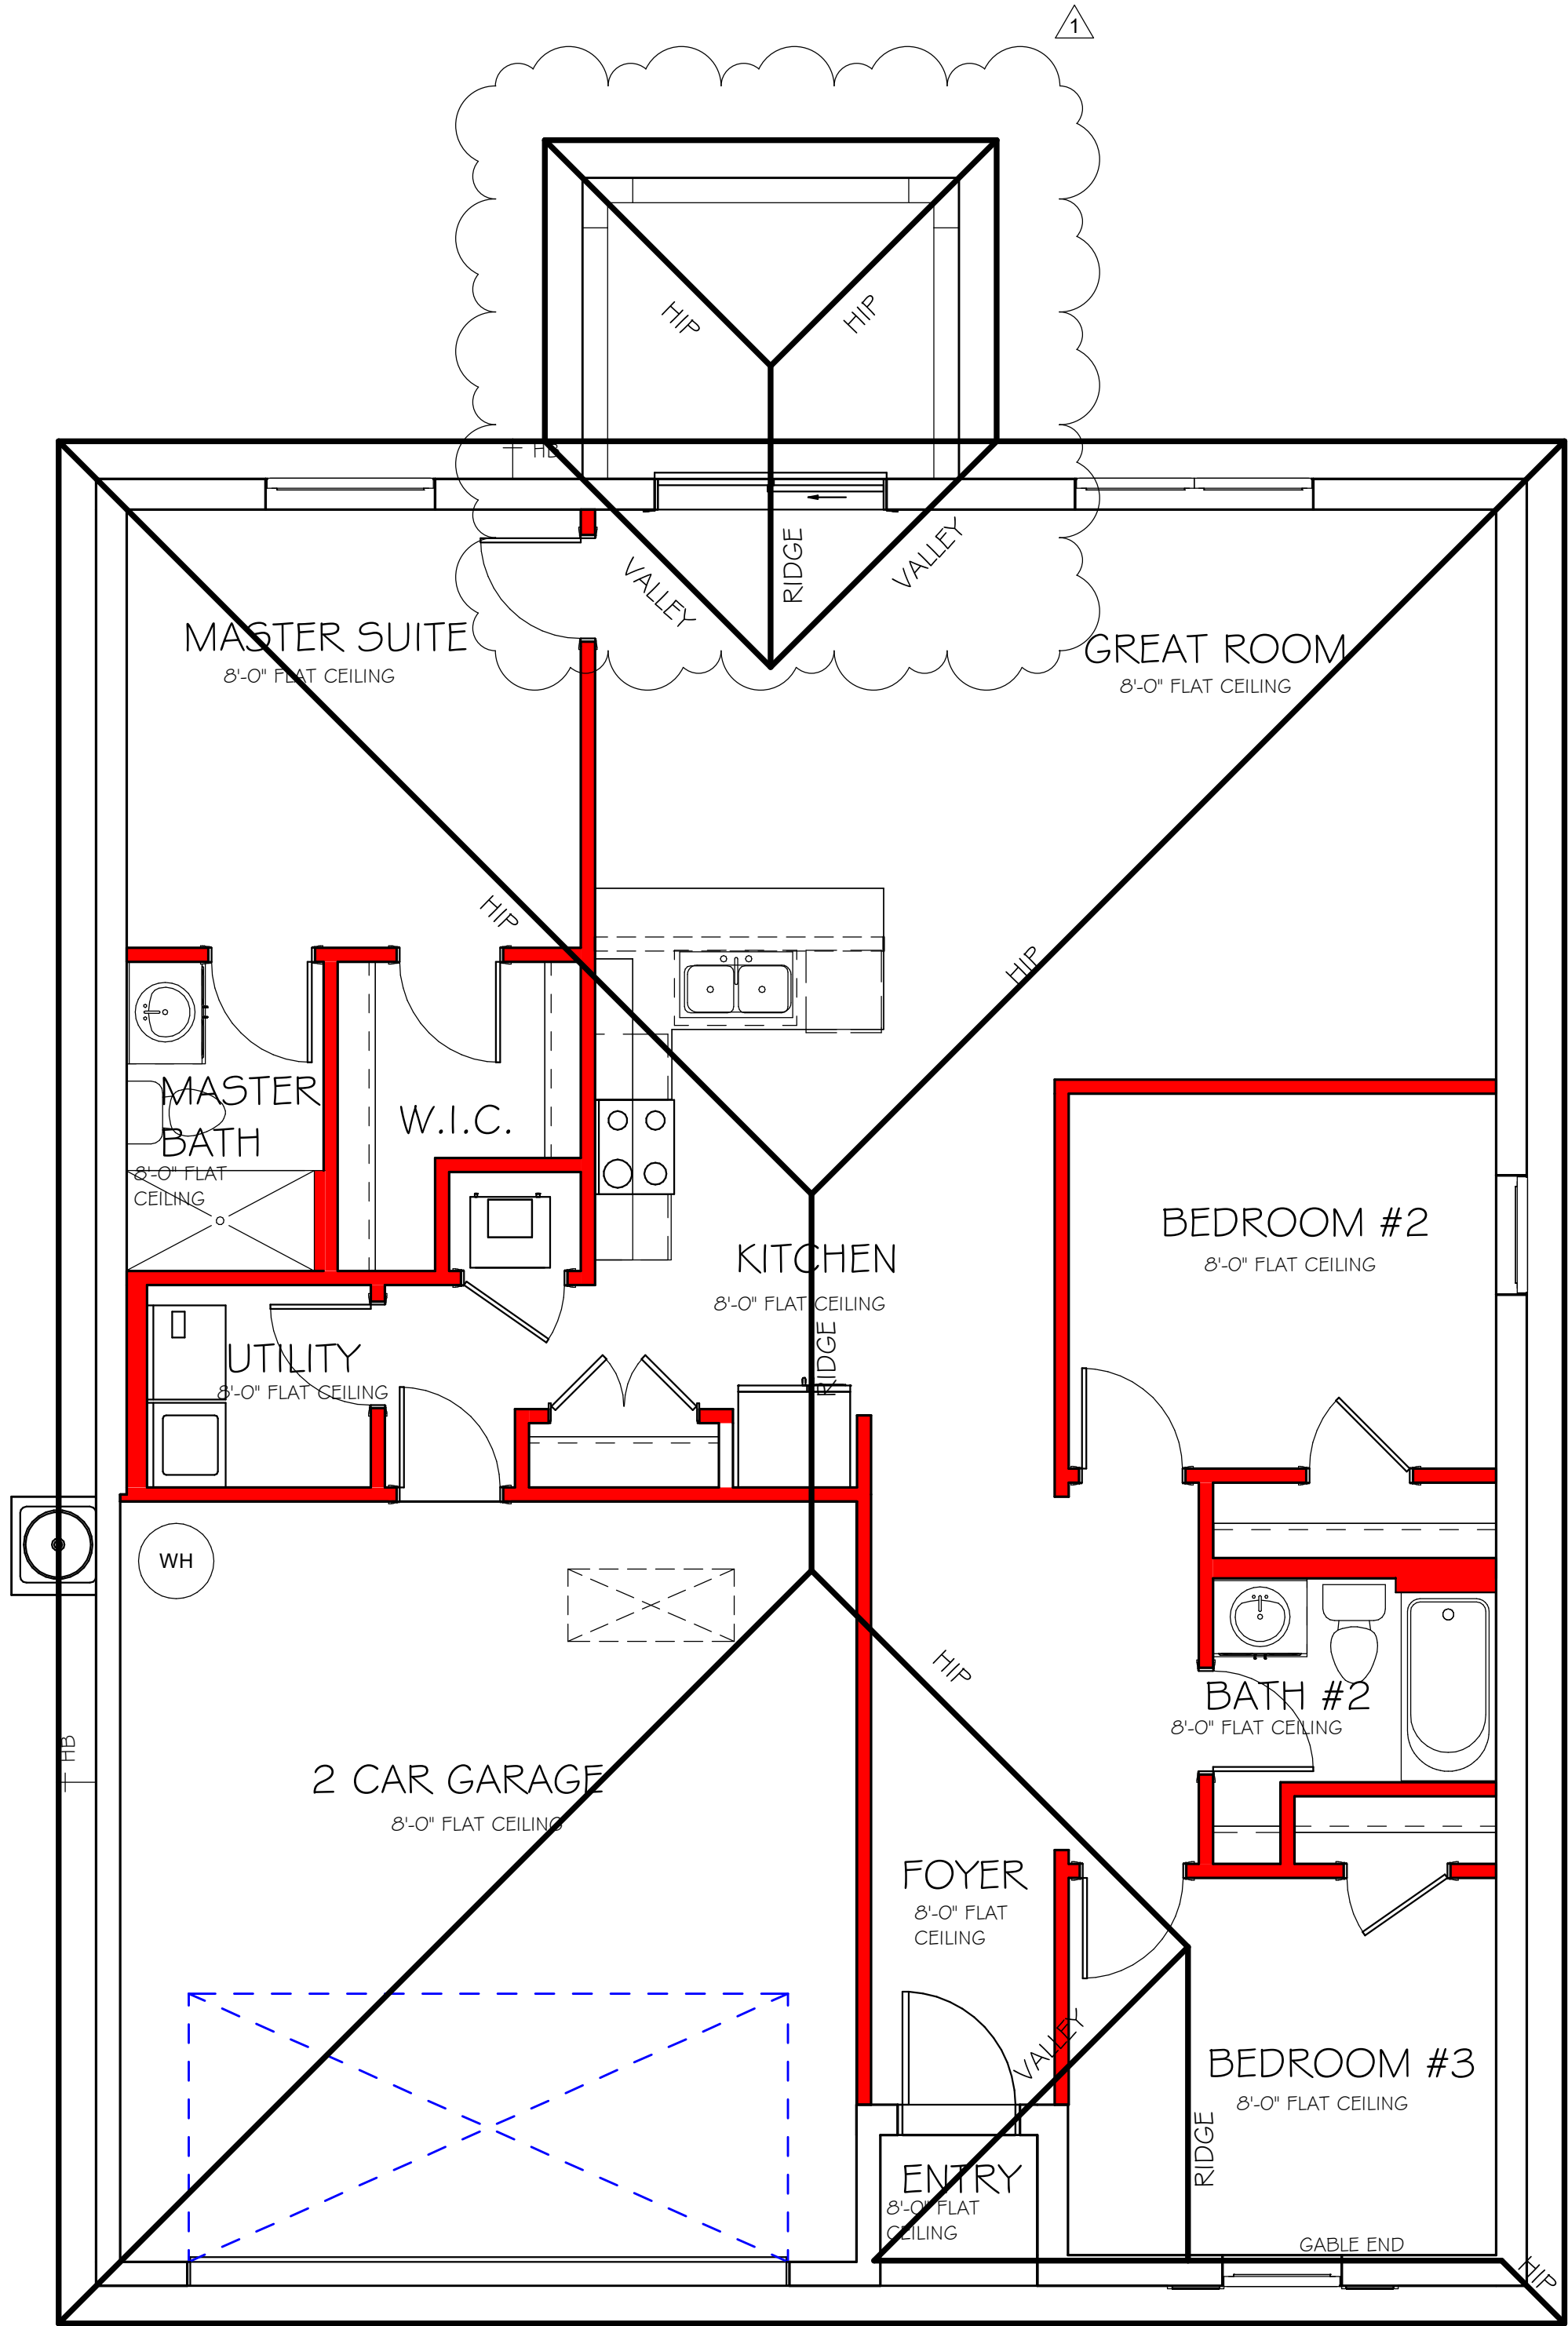 1
HIP
HIP
HB
VALLEY
RIDGE
VALLEY
MASTER SUITE
8'-0" FLAT CEILING
GREAT ROOM
8'-0" FLAT CEILING
HIP
HIP
MASTER
BATH
8'-0" FLAT
CEILING
W.I.C.
KITCHEN
8'-0" FLAT CEILING
RIDGE
BEDROOM #2
8'-0" FLAT CEILING
UTILITY
8'-0" FLAT CEILING
WH
HIP
HB
BATH #2
8'-0" FLAT CEILING
2 CAR GARAGE
8'-0" FLAT CEILING
FOYER
8'-0" FLAT
CEILING
VALLEY
BEDROOM #3
8'-0" FLAT CEILING
RIDGE
ENTRY
8'-0" FLAT
CEILING
GABLE END
HIP